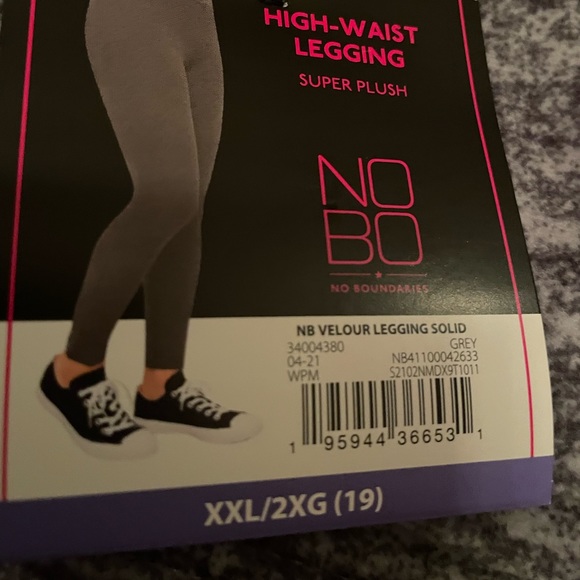 HIGH-WAIST
LEGGING
SUPER PLUSH
NO
BO
NO BOUNDARIES
NB VELOUR LEGGING SOLID
34004380 GREY
04-21 NB41100042633
WPM S2102NMDX9T1011
1 95944 36653 1
XXL/2XG (19)